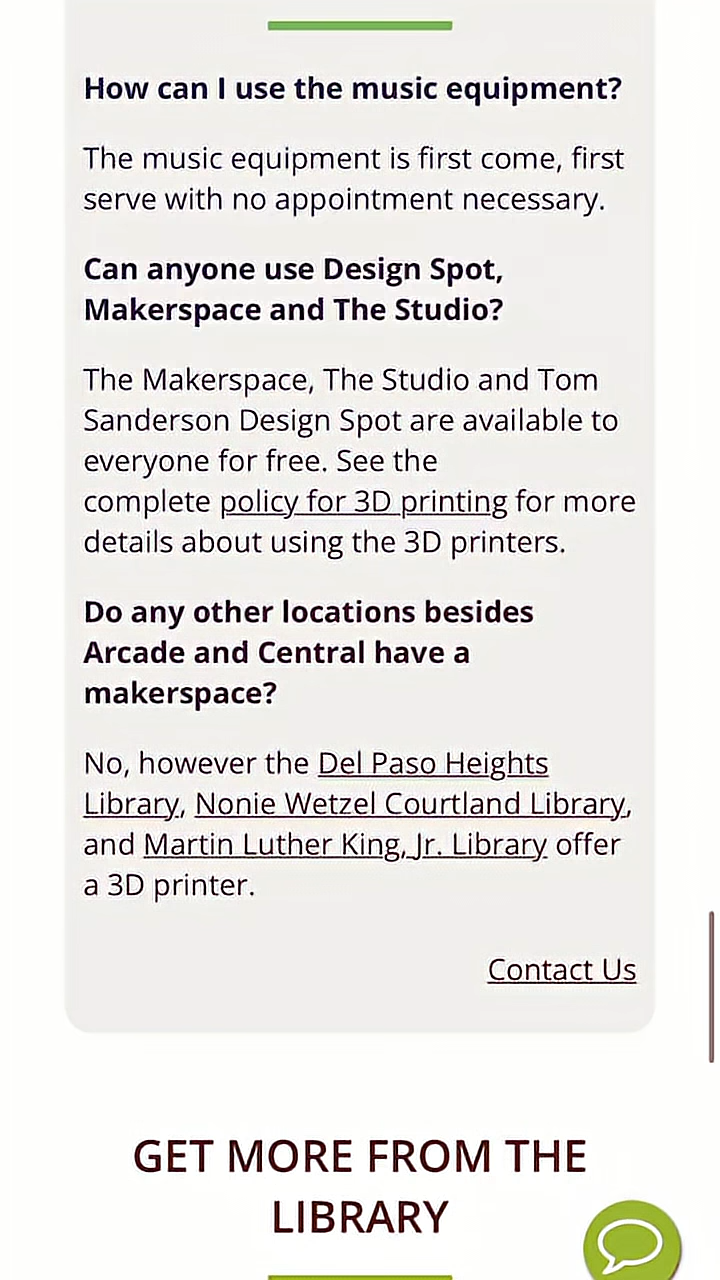 How can I use the music equipment?
The music equipment is first come, first
serve with no appointment necessary.
Can anyone use Design Spot,
Makerspace and The Studio?
The Makerspace, The Studio and Tom
Sanderson Design Spot are available to
everyone for free. See the
complete policy for 3D printing for more
details about using the 3D printers.
Do any other locations besides
Arcade and Central have a
makerspace?
No, however the Del Paso Heights
Library, Nonie Wetzel Courtland Library,
and Martin Luther King, Jr. Library offer
a 3D printer.
Contact Us
GET MORE FROM THE
LIBRARY